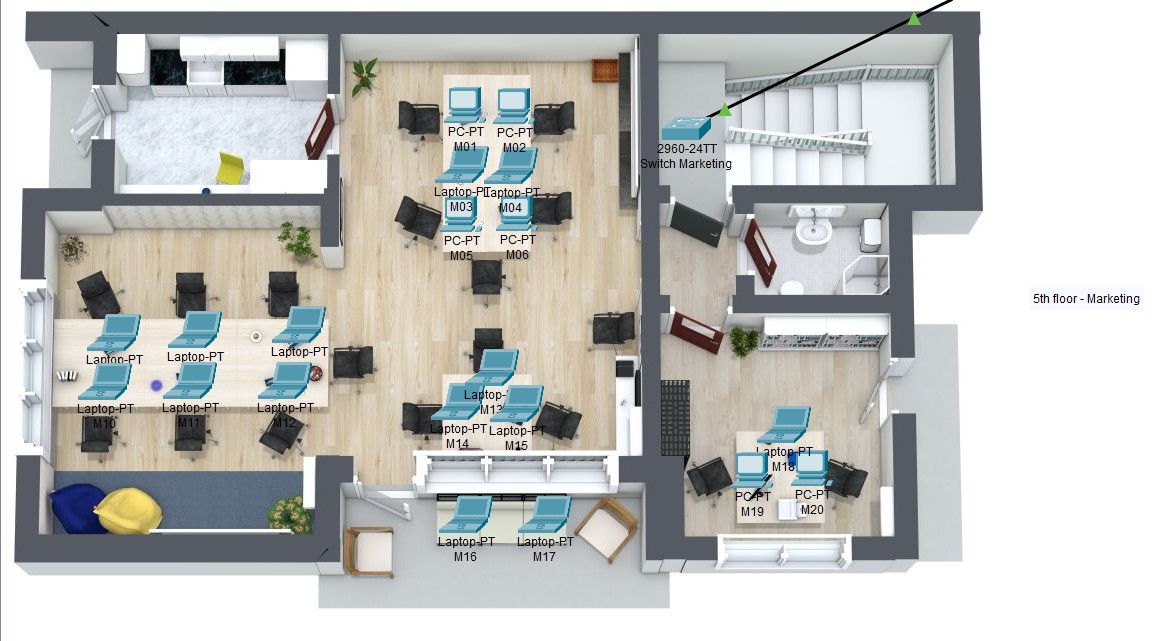 PC-PT
M01
PC-PT
M02
2960-24TT
Switch Marketing
Laptop-PT
M03
Laptop-PT
M04
PC-PT
M05
PC-PT
M06
5th floor - Marketing
Laptop-PT
Laptop-PT
Laptop-PT
Laptop-PT
M10
Laptop-PT
M11
Laptop-PT
M12
Laptop-
M13
Laptop-PT
M14
Laptop-PT
M15
Laptop-PT
M18
PC-PT
M19
PC-PT
M20
Laptop-PT
M16
Laptop-PT
M17